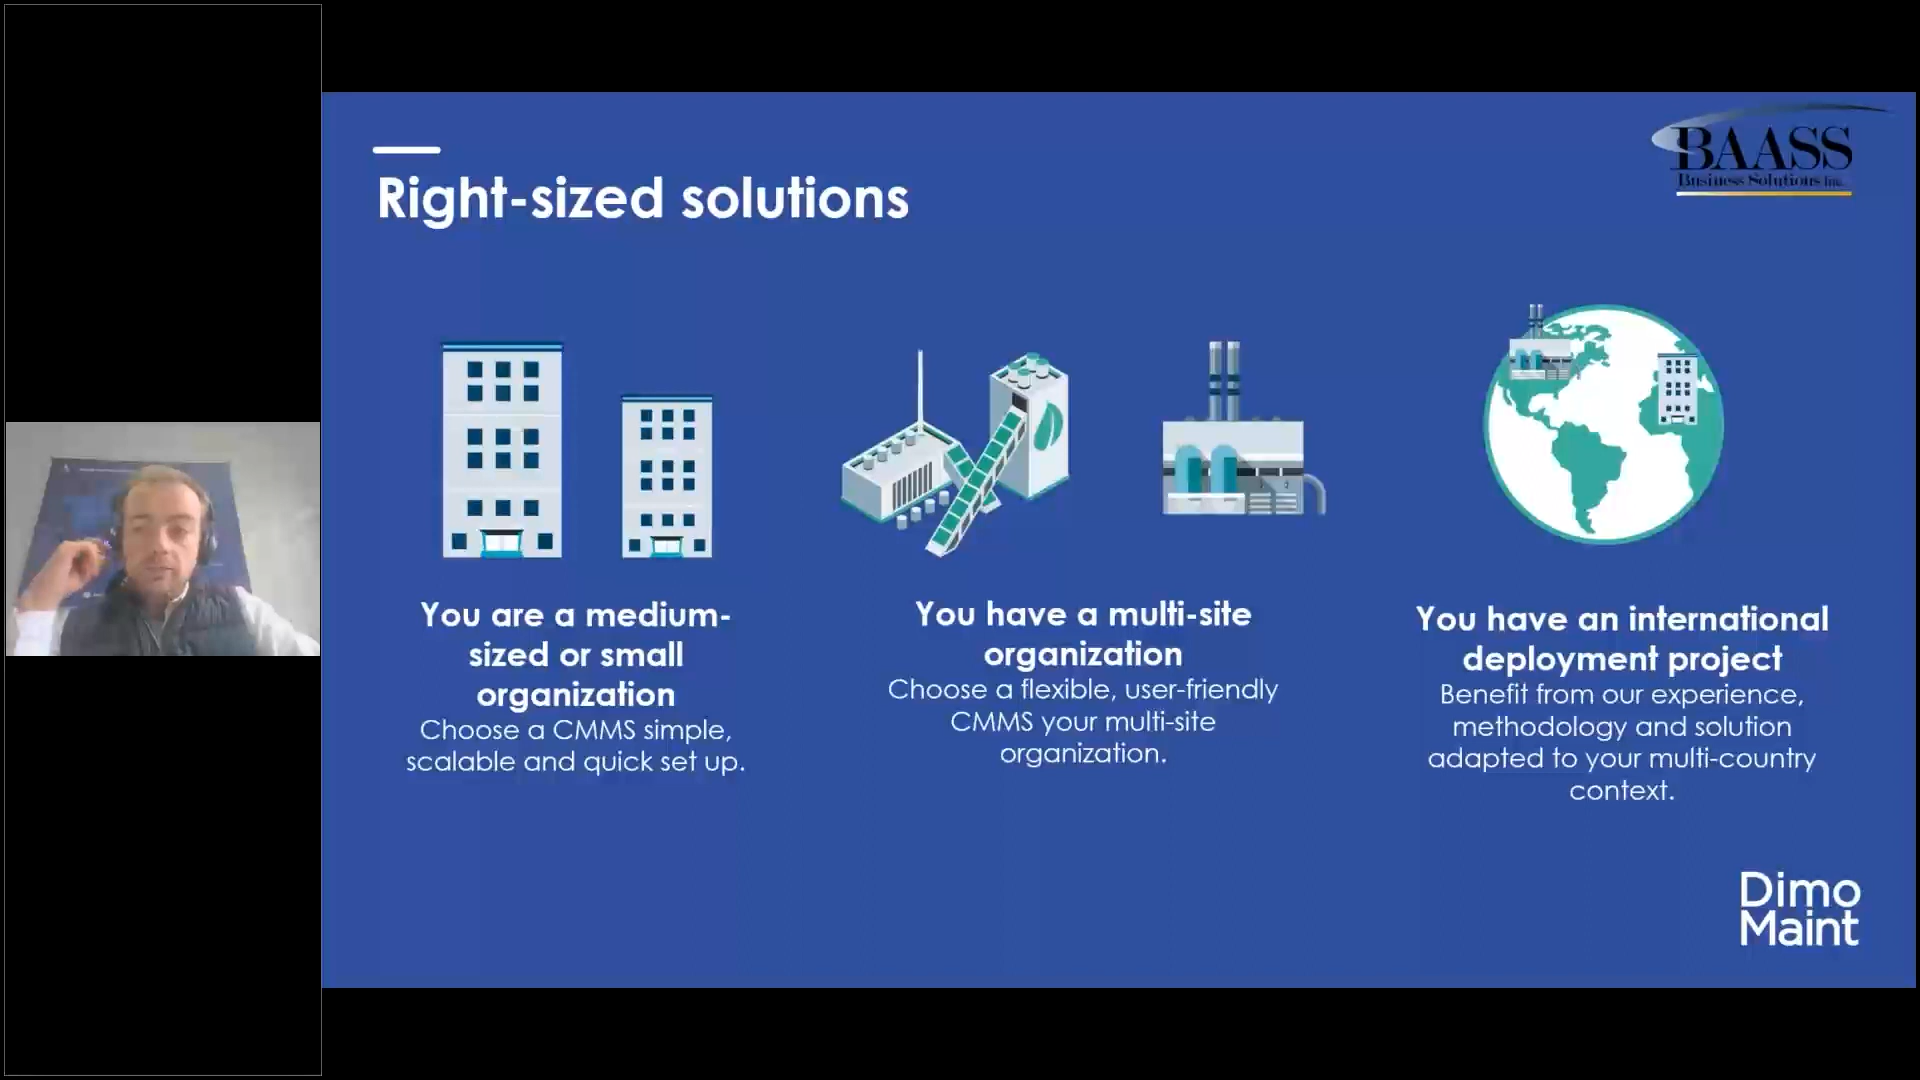 BAASS
Business Solutions Inc.
Right-sized solutions
You are a medium-
sized or small
organization
Choose a CMMS simple,
scalable and quick set up.
You have a multi-site
organization
Choose a flexible, user-friendly
CMMS your multi-site
organization.
You have an international
deployment project
Benefit from our experience,
methodology and solution
adapted to your multi-country
context.
Dimo
Maint